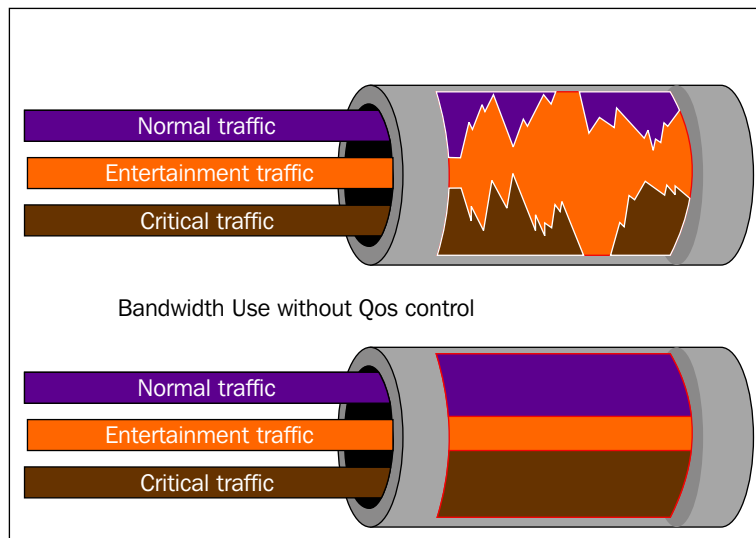 Normal traffic
Entertainment traffic
Critical traffic
Bandwidth Use without Qos control
Normal traffic
Entertainment traffic
Critical traffic